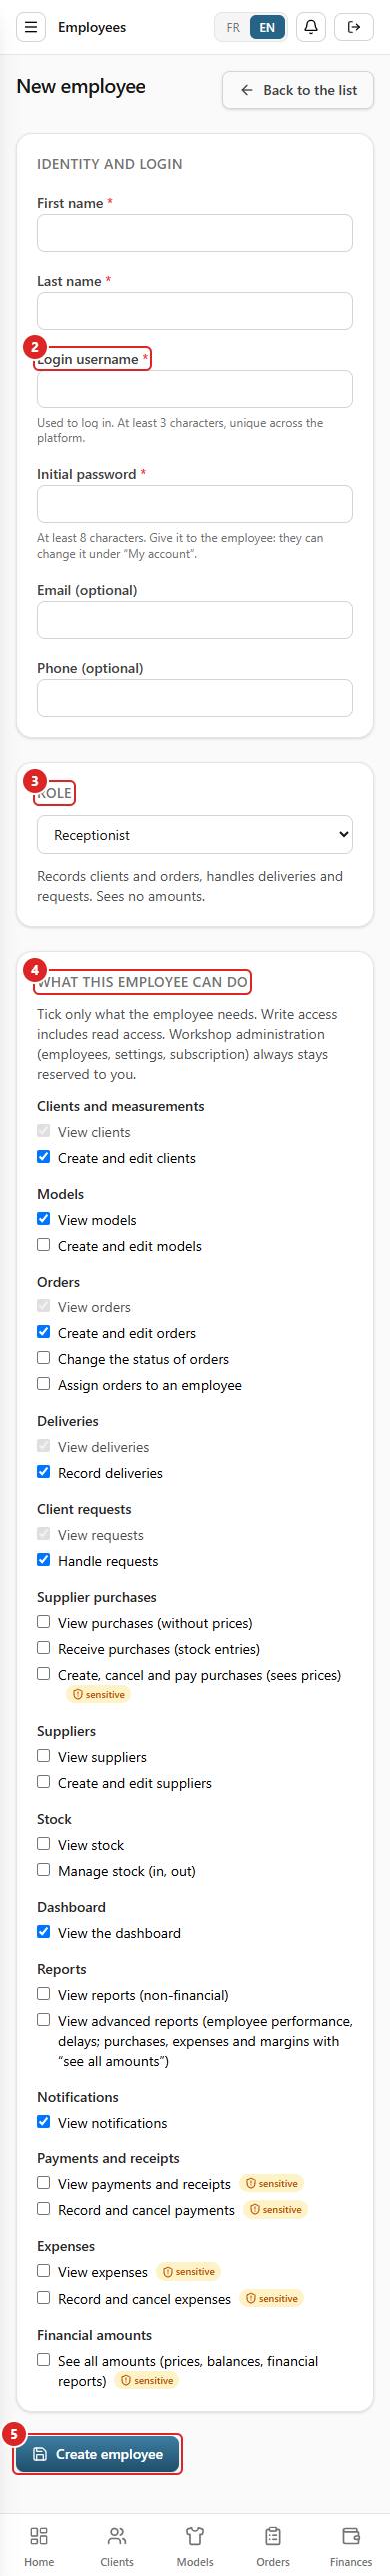 Employees
FR EN
New employee
Back to the list
IDENTITY AND LOGIN
First name *
Last name *
2
Login username *
Used to log in. At least 3 characters, unique across the
platform.
Initial password *
At least 8 characters. Give it to the employee: they can
change it under “My account”.
Email (optional)
Phone (optional)
3
ROLE
Receptionist
Records clients and orders, handles deliveries and
requests. Sees no amounts.
4
WHAT THIS EMPLOYEE CAN DO
Tick only what the employee needs. Write access
includes read access. Workshop administration
(employees, settings, subscription) always stays
reserved to you.
Clients and measurements
View clients
Create and edit clients
Models
View models
Create and edit models
Orders
View orders
Create and edit orders
Change the status of orders
Assign orders to an employee
Deliveries
View deliveries
Record deliveries
Client requests
View requests
Handle requests
Supplier purchases
View purchases (without prices)
Receive purchases (stock entries)
Create, cancel and pay purchases (sees prices)
sensitive
Suppliers
View suppliers
Create and edit suppliers
Stock
View stock
Manage stock (in, out)
Dashboard
View the dashboard
Reports
View reports (non-financial)
View advanced reports (employee performance,
delays; purchases, expenses and margins with
“see all amounts”)
Notifications
View notifications
Payments and receipts
View payments and receipts sensitive
Record and cancel payments sensitive
Expenses
View expenses sensitive
Record and cancel expenses sensitive
Financial amounts
See all amounts (prices, balances, financial
reports) sensitive
5
Create employee
Home Clients Models Orders Finances